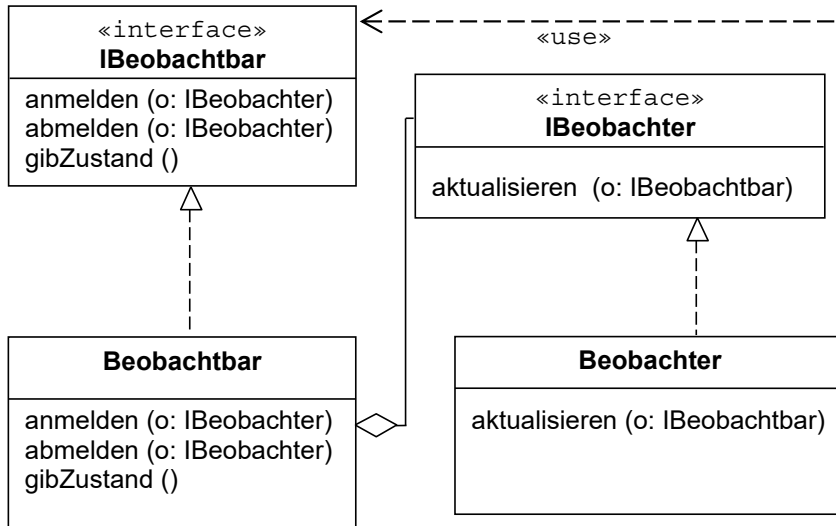 «interface»
IBeobachtbar
anmelden (o: IBeobachter)
abmelden (o: IBeobachter)
gibZustand ()
«use»
«interface»
IBeobachter
aktualisieren (o: IBeobachtbar)
Beobachtbar
anmelden (o: IBeobachter)
abmelden (o: IBeobachter)
gibZustand ()
Beobachter
aktualisieren (o: IBeobachtbar)